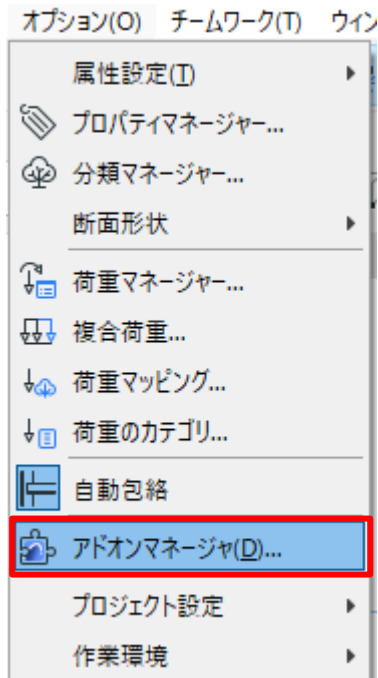 オプション(O) チームワーク(T) ウィン
属性設定(T)
プロパティマネージャー...
分類マネージャー...
断面形状
荷重マネージャー...
複合荷重...
荷重マッピング...
荷重のカテゴリ...
自動包絡
アドオンマネージャ(D)...
プロジェクト設定
作業環境